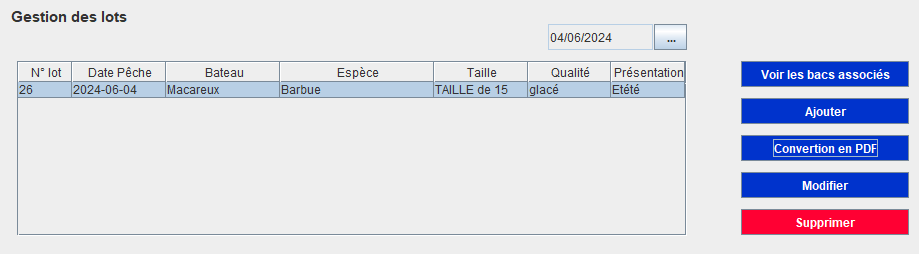 Gestion des lots
04/06/2024 ...
N° lot Date Pêche Bateau Espèce Taille Qualité Présentation
26 2024-06-04 Macareux Barbue TAILLE de 15 glacé Etété
Voir les bacs associés
Ajouter
Convertion en PDF
Modifier
Supprimer